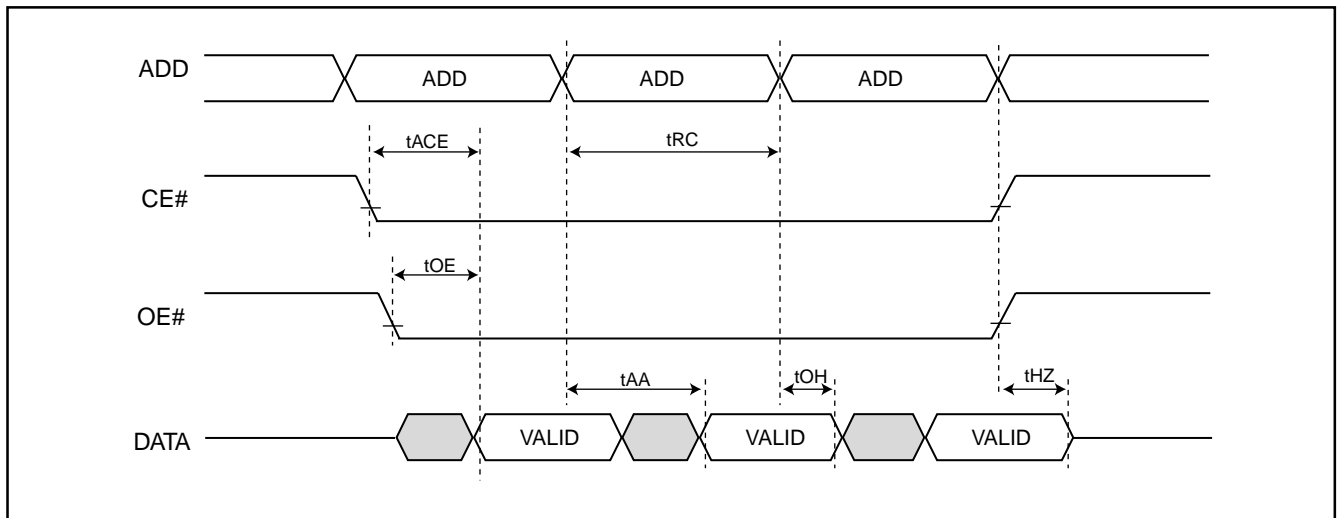 ADD
ADD
ADD
ADD
tACE
tRC
CE#
tOE
OE#
tAA
tOH
tHZ
DATA
VALID
VALID
VALID